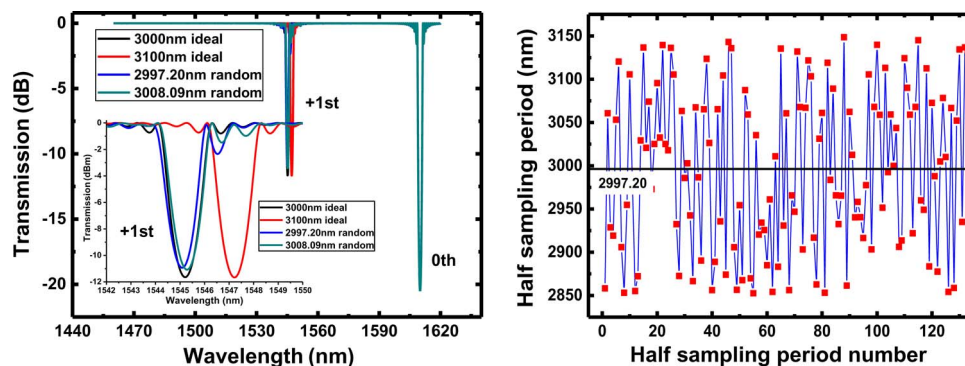 Transmission (dB)
0
-5
-10
-15
-20
1440
1470
1500
1530
1560
1590
1620
Wavelength (nm)
3000nm ideal
3100nm ideal
2997.20nm random
3008.09nm random
+1st
0th
Transmission (dBm)
0
-2
-4
-6
-8
-10
-12
1542
1543
1544
1545
1546
1547
1548
1549
1550
Wavelength (nm)
+1st
3000nm ideal
3100nm ideal
2997.20nm random
3008.09nm random
Half sampling period (nm)
3150
3100
3050
3000
2950
2900
2850
2997.20
0
20
40
60
80
100
120
Half sampling period number